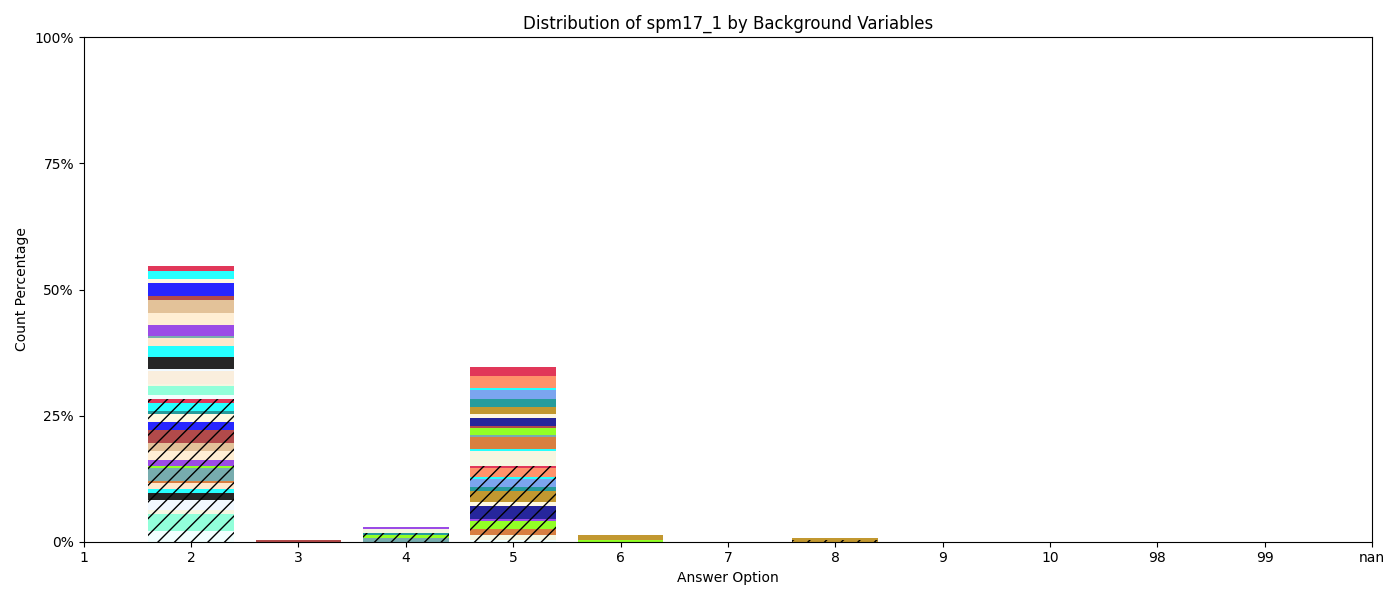 Distribution of spm17_1 by Background Variables
100%
75%
50%
25%
0%
Count Percentage
1 2 3 4 5 6 7 8 9 10 98 99 nan
Answer Option